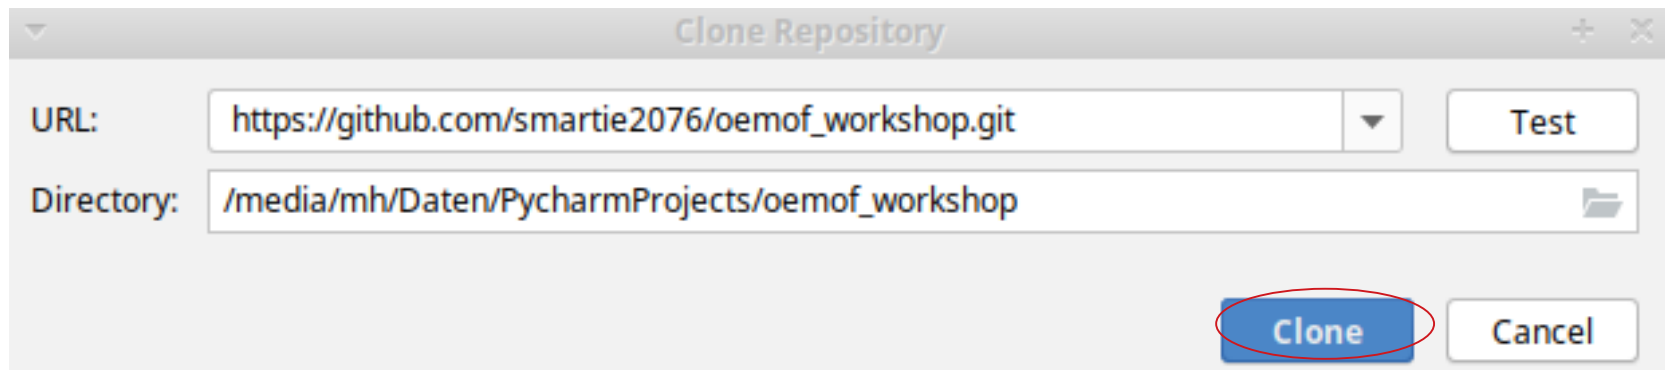 Clone Repository
URL: https://github.com/smartie2076/oemof_workshop.git Test
Directory: /media/mh/Daten/PycharmProjects/oemof_workshop
Clone Cancel